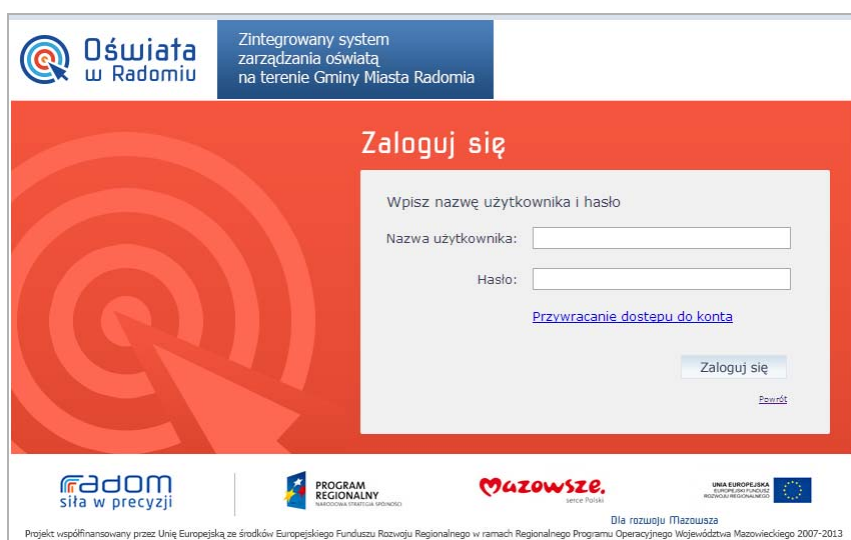 Oświata
w Radomiu
Zintegrowany system
zarządzania oświatą
na terenie Gminy Miasta Radomia
Zaloguj się
Wpisz nazwę użytkownika i hasło
Nazwa użytkownika:
Hasło:
Przywracanie dostępu do konta
Zaloguj się
Powrót
Radom
siła w precyzji
PROGRAM
REGIONALNY
NARODOWA STRATEGIA SPÓJNOŚCI
Mazowsze.
serce Polski
UNIA EUROPEJSKA
EUROPEJSKI FUNDUSZ
ROZWOJU REGIONALNEGO
Dla rozwoju Mazowsza
Projekt współfinansowany przez Unię Europejską ze środków Europejskiego Funduszu Rozwoju Regionalnego w ramach Regionalnego Programu Operacyjnego Województwa Mazowieckiego 2007-2013